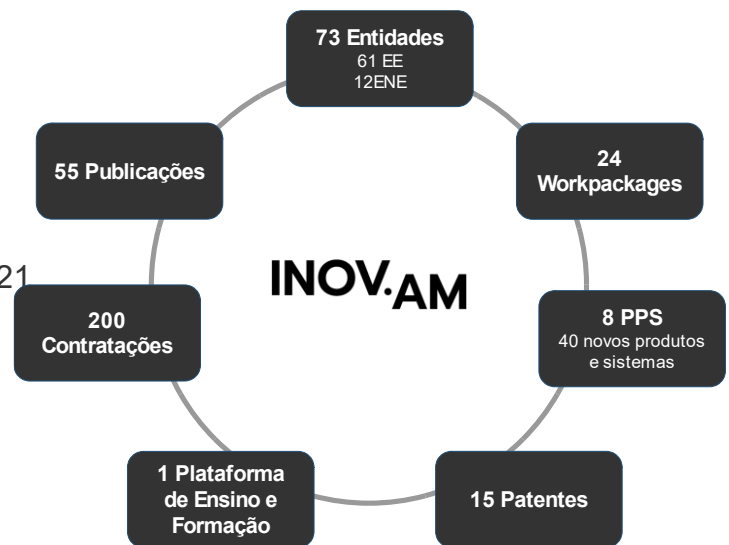 73 Entidades
61 EE
12ENE
55 Publicações
24
Workpackages
INOV.AM
21
200
Contratações
8 PPS
40 novos produtos
e sistemas
1 Plataforma
de Ensino e
Formação
15 Patentes